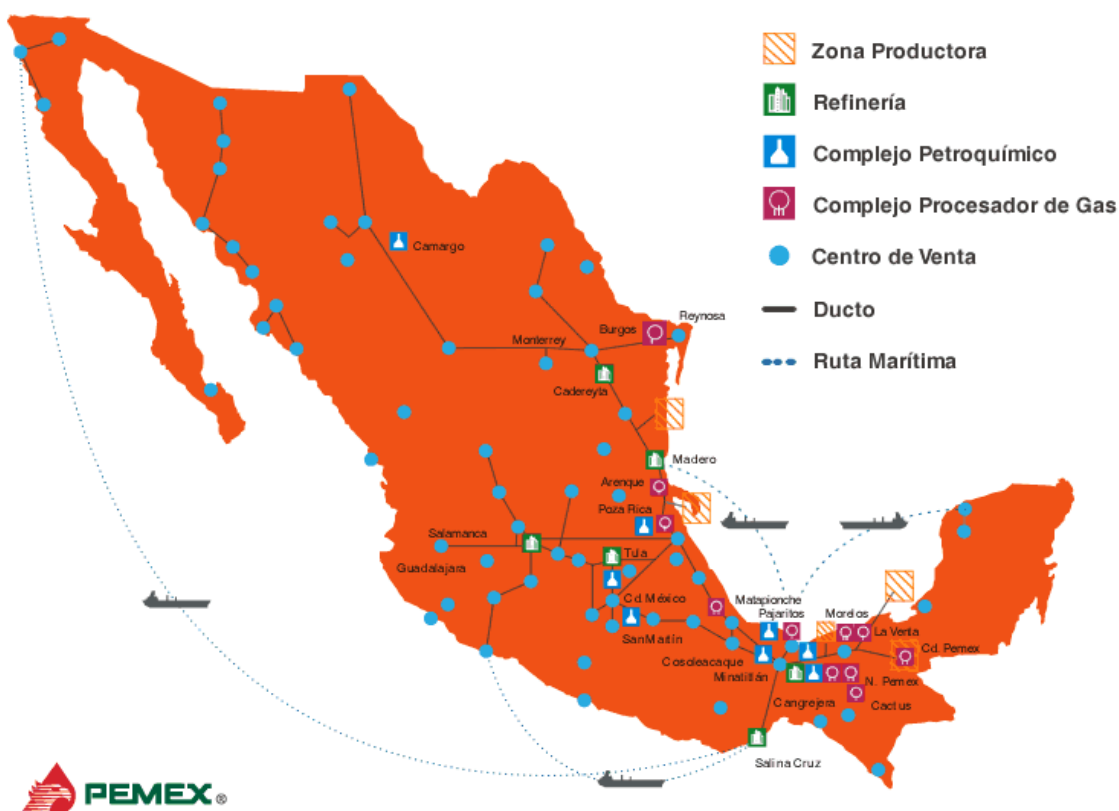 Zona Productora
Refinería
Complejo Petroquímico
Complejo Procesador de Gas
Centro de Venta
Ducto
Ruta Marítima
Camargo
Reynosa
Burgos
Monterrey
Cadereyta
Madero
Arenque
Poza Rica
Salamanca
Tula
Guadalajara
Cd. México
Matapionche
Pajaritos
Morelos
La Venta
San Martín
Cd. Pemex
Cosoleacaque
Minatitlán
N. Pemex
Cangrejera
Cactus
Salina Cruz
PEMEX ®